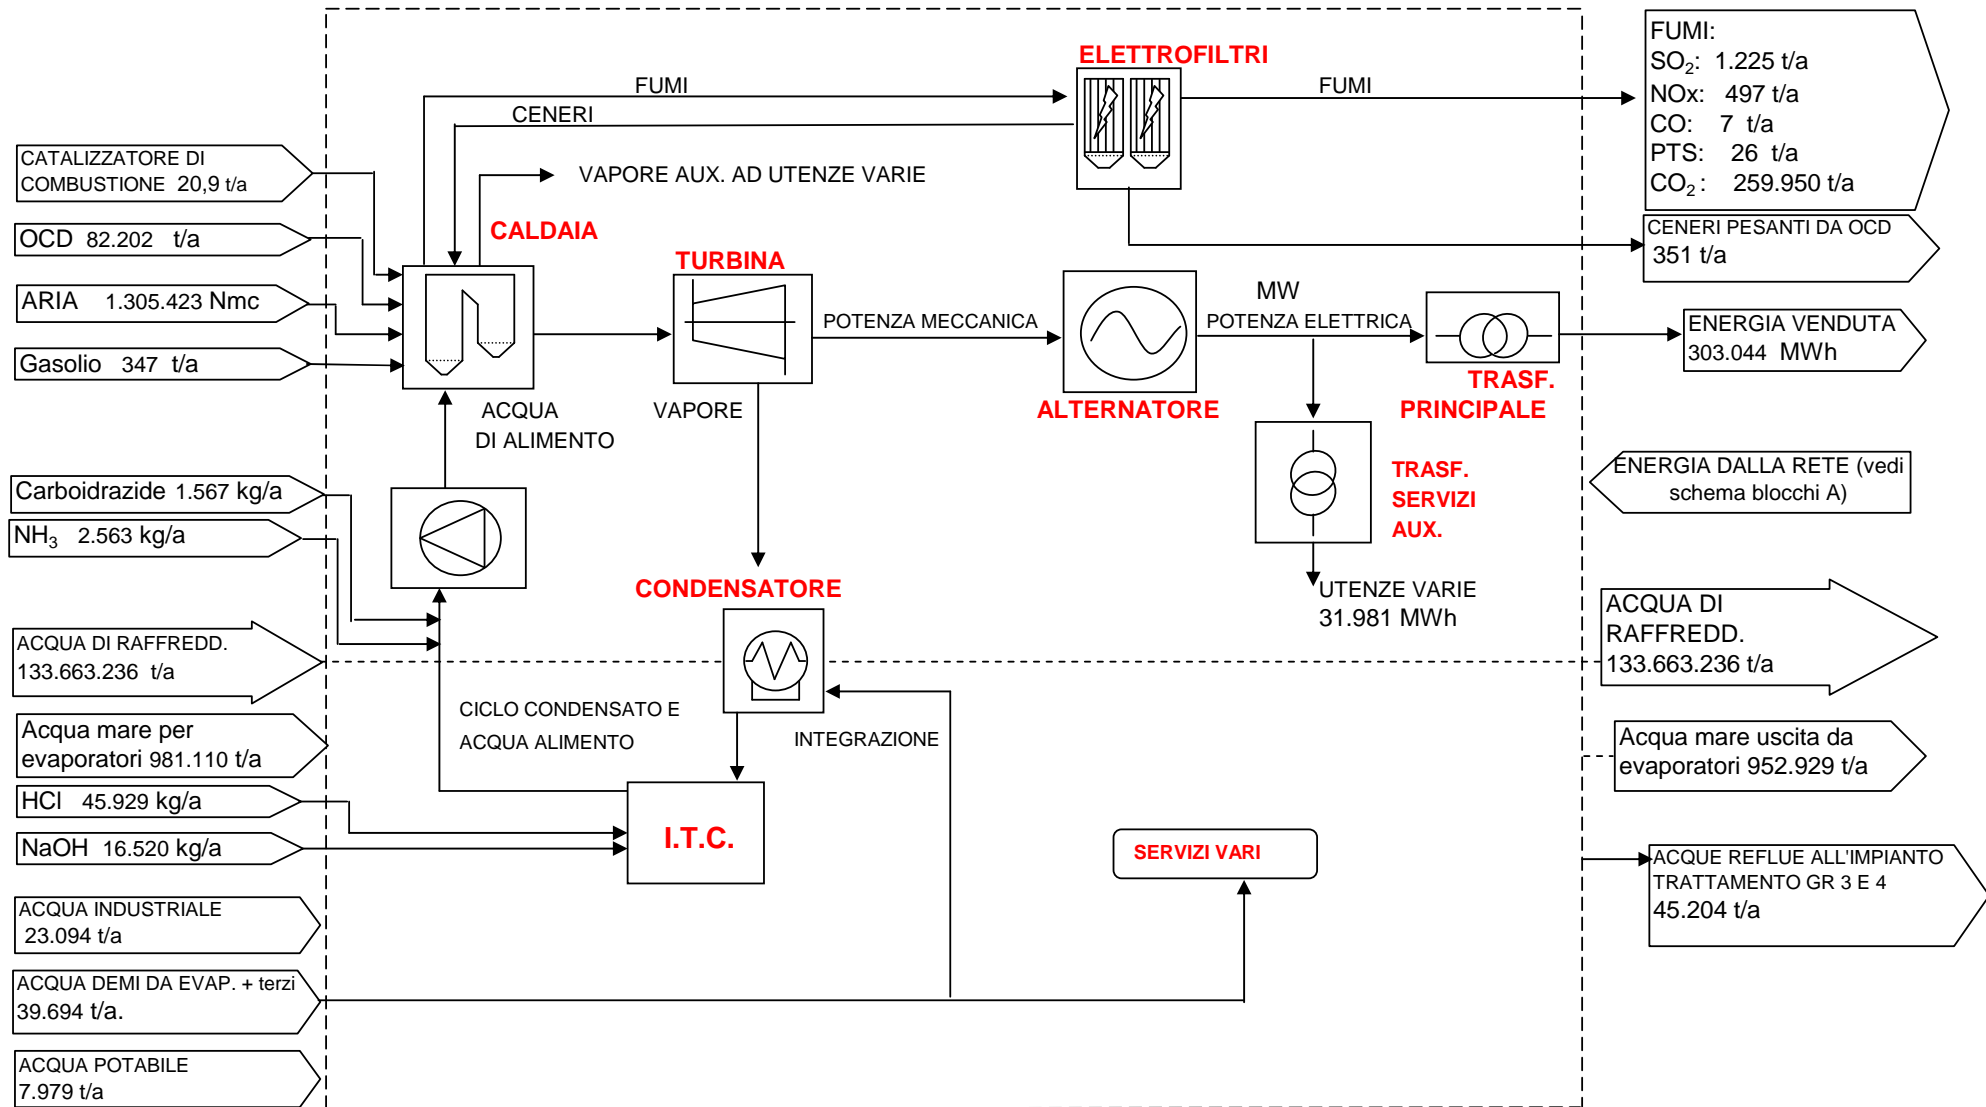 ELETTROFILTRI
FUMI
FUMI
CENERI
VAPORE AUX. AD UTENZE VARIE
FUMI:
SO₂: 1.225 t/a
NOx: 497 t/a
CO: 7 t/a
PTS: 26 t/a
CO₂ : 259.950 t/a
CATALIZZATORE DI
COMBUSTIONE 20,9 t/a
OCD 82.202 t/a
ARIA 1.305.423 Nmc
Gasolio 347 t/a
CALDAIA
TURBINA
POTENZA MECCANICA
MW
POTENZA ELETTRICA
CENERI PESANTI DA OCD
351 t/a
ENERGIA VENDUTA
303.044 MWh
TRASF.
PRINCIPALE
ALTERNATORE
ACQUA
DI ALIMENTO
VAPORE
TRASF.
SERVIZI
AUX.
ENERGIA DALLA RETE (vedi
schema blocchi A)
Carboidrazide 1.567 kg/a
NH₃ 2.563 kg/a
CONDENSATORE
UTENZE VARIE
31.981 MWh
ACQUA DI RAFFREDD.
133.663.236 t/a
ACQUA DI
RAFFREDD.
133.663.236 t/a
CICLO CONDENSATO E
ACQUA ALIMENTO
INTEGRAZIONE
Acqua mare per
evaporatori 981.110 t/a
Acqua mare uscita da
evaporatori 952.929 t/a
HCl 45.929 kg/a
NaOH 16.520 kg/a
I.T.C.
SERVIZI VARI
ACQUE REFLUE ALL'IMPIANTO
TRATTAMENTO GR 3 E 4
45.204 t/a
ACQUA INDUSTRIALE
23.094 t/a
ACQUA DEMI DA EVAP. + terzi
39.694 t/a.
ACQUA POTABILE
7.979 t/a